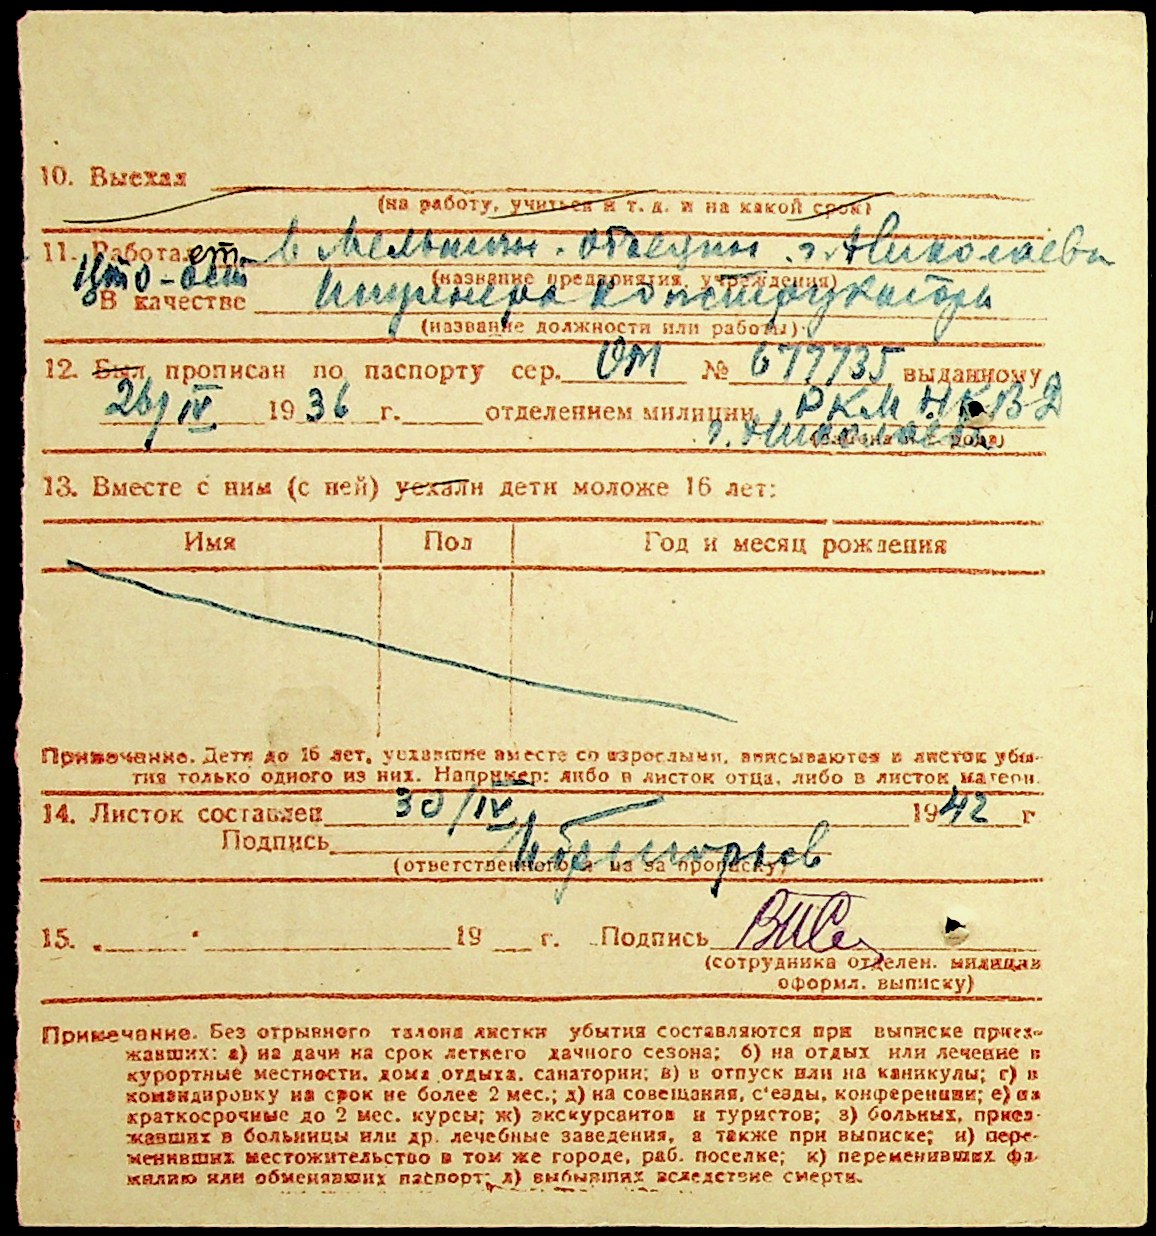 10. Выехал
(на работу, учиться и т. д. и на какой срок)
11. Работает в Мельничн. объедин. г. Николаева
(название предприятия, учреждения)
В качестве Инженера конструктора
(название должности или работы)
12. Был прописан по паспорту сер. ОМ № 677735 выданному
26/IV 1936 г. отделением милиции РКМ НКВД
г. Николаева
13. Вместе с ним (с ней) уехали дети моложе 16 лет:
Имя Пол Год и месяц рождения
Примечание. Дети до 16 лет, уехавшие вместе со взрослыми, вписываются в листок убы-
тия только одного из них. Например: либо в листок отца, либо в листок матери.
14. Листок составлен 30/IV 1942 г
Подпись
(ответственного за прописку)
15. 19 г. Подпись
(сотрудника отделен. милиции
оформл. выписку)
Примечание. Без отрывного талона листки убытия составляются при выписке приез-
жавших: а) на дачи на срок летнего дачного сезона; б) на отдых или лечение в
курортные местности, дома отдыха, санатории; в) в отпуск или на каникулы; г) в
командировку на срок не более 2 мес.; д) на совещания, с'езды, конференции; е) на
краткосрочные до 2 мес. курсы; ж) экскурсантов и туристов; з) больных, приез-
жавших в больницы или др. лечебные заведения, а также при выписке; и) пере-
менивших местожительство в том же городе, раб. поселке; к) переменивших фа-
милию или обменявших паспорт; л) выбывших вследствие смерти.